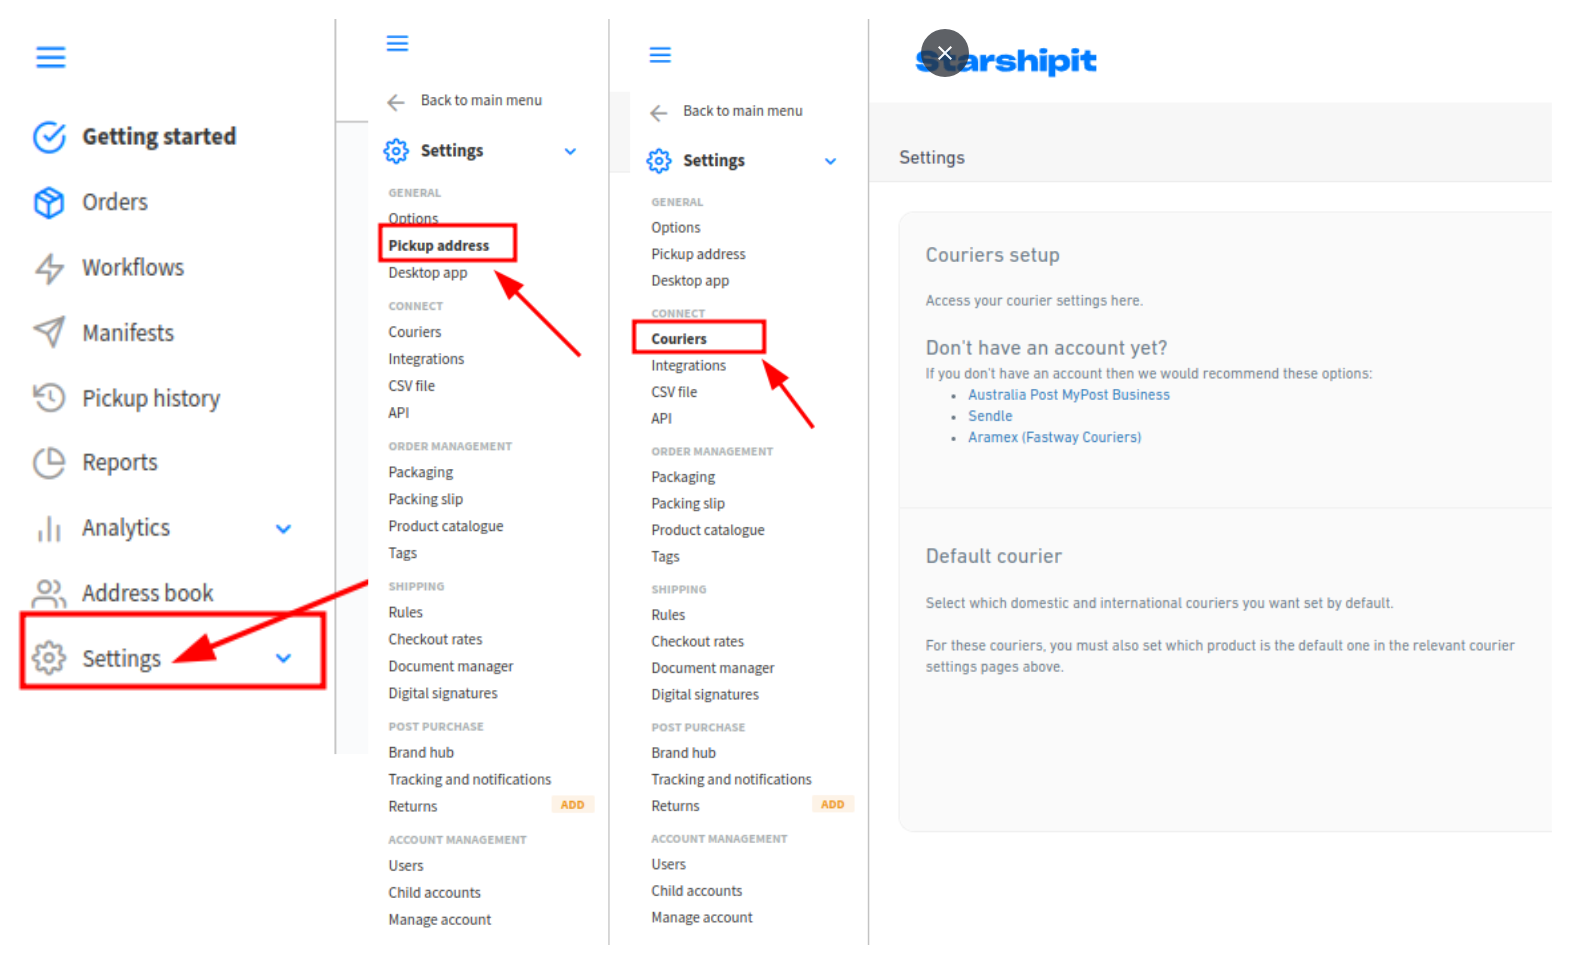 Getting started
Orders
Workflows
Manifests
Pickup history
Reports
Analytics
Address book
Settings
Back to main menu
Settings
GENERAL
Options
Pickup address
Desktop app
CONNECT
Couriers
Integrations
CSV file
API
ORDER MANAGEMENT
Packaging
Packing slip
Product catalogue
Tags
SHIPPING
Rules
Checkout rates
Document manager
Digital signatures
POST PURCHASE
Brand hub
Tracking and notifications
Returns ADD
ACCOUNT MANAGEMENT
Users
Child accounts
Manage account
Back to main menu
Settings
GENERAL
Options
Pickup address
Desktop app
CONNECT
Couriers
Integrations
CSV file
API
ORDER MANAGEMENT
Packaging
Packing slip
Product catalogue
Tags
SHIPPING
Rules
Checkout rates
Document manager
Digital signatures
POST PURCHASE
Brand hub
Tracking and notifications
Returns ADD
ACCOUNT MANAGEMENT
Users
Child accounts
Manage account
Starshipit
Settings
Couriers setup
Access your courier settings here.
Don't have an account yet?
If you don't have an account then we would recommend these options:
Australia Post MyPost Business
Sendle
Aramex (Fastway Couriers)
Default courier
Select which domestic and international couriers you want set by default.
For these couriers, you must also set which product is the default one in the relevant courier
settings pages above.